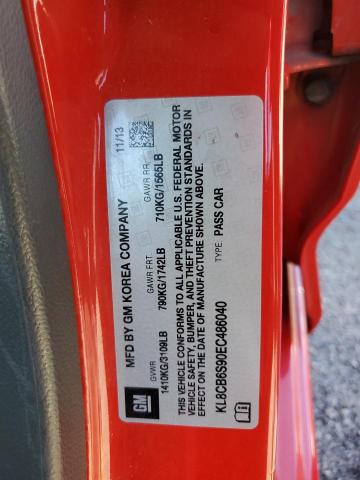 MFD BY GM KOREA COMPANY 11/13
GVWR GAWR FRT GAWR RR
1410KG/3109LB 790KG/1742LB 710KG/1565LB
THIS VEHICLE CONFORMS TO ALL APPLICABLE U.S. FEDERAL MOTOR
VEHICLE SAFETY, BUMPER, AND THEFT PREVENTION STANDARDS IN
EFFECT ON THE DATE OF MANUFACTURE SHOWN ABOVE.
TYPE: PASS CAR
KL8CB6S90EC486040
GM